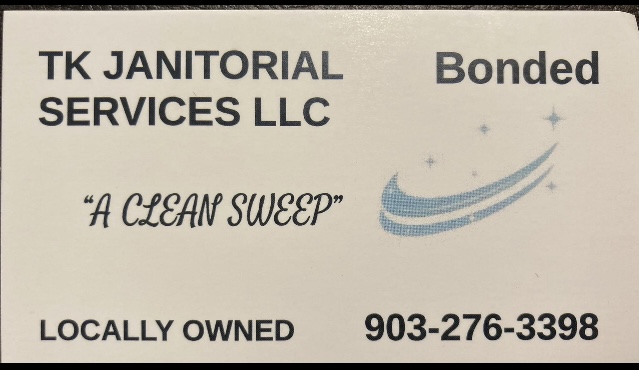 TK JANITORIAL
SERVICES LLC
Bonded
“A CLEAN SWEEP”
LOCALLY OWNED
903-276-3398